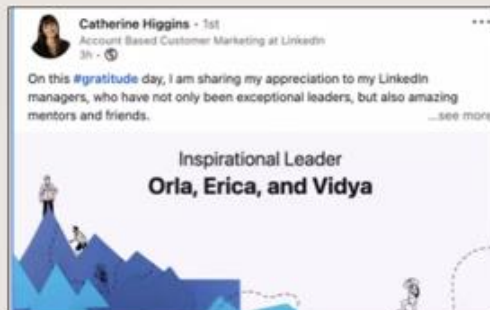 Catherine Higgins • 1st
Account Based Customer Marketing at LinkedIn
3h •
On this #gratitude day, I am sharing my appreciation to my LinkedIn
managers, who have not only been exceptional leaders, but also amazing
mentors and friends.
...see more
Inspirational Leader
Orla, Erica, and Vidya